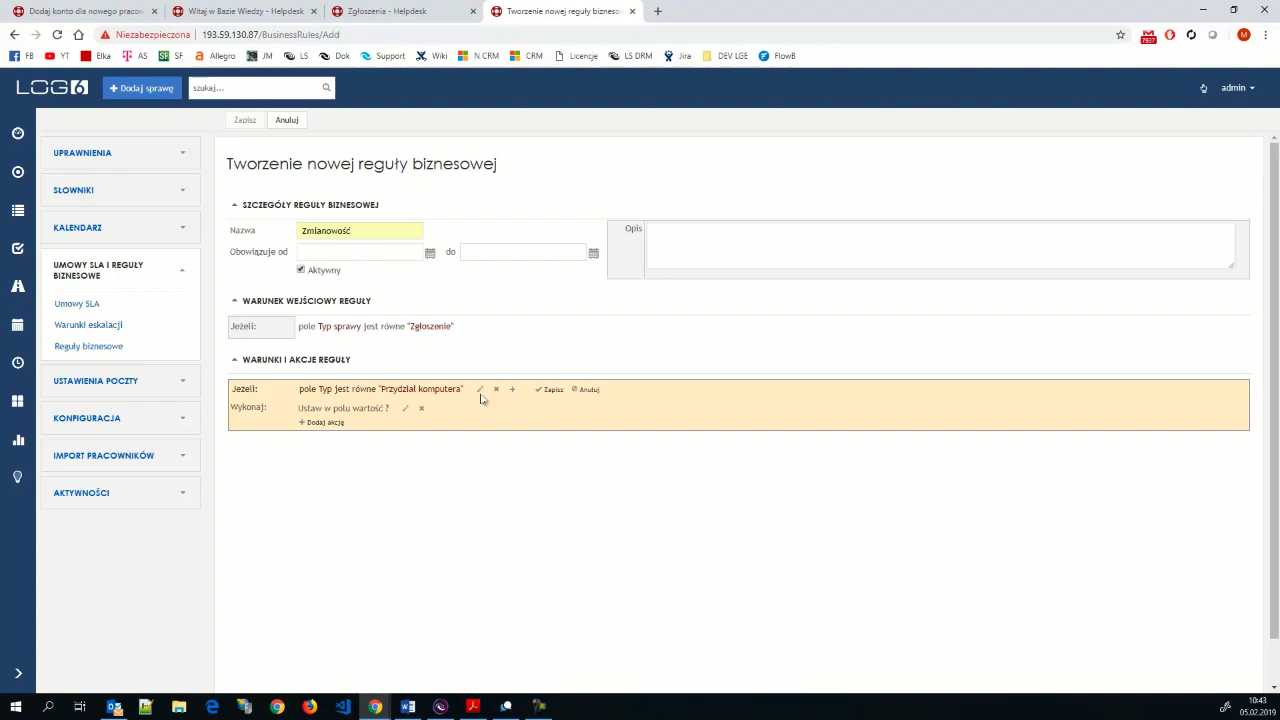 Dodaj konto dla nowego pracow
Witaj w Bazie Wiedzy - Helpdesk
Zgłoszenia - Helpdesk
Tworzenie nowej reguły bizneso
Niezabezpieczona | 193.59.130.87/BusinessRules/Add
FB YT Elka AS SF Allegro JM LS Dok Support Wiki N CRM CRM Licencje LS DRM Jira DEV LGE FlowB
LOG6 Dodaj sprawę szukaj... admin
Zapisz Anuluj
UPRAWNIENIA
SŁOWNIKI
KALENDARZ
UMOWY SLA I REGUŁY
BIZNESOWE
Umowy SLA
Warunki eskalacji
Reguły biznesowe
USTAWIENIA POCZTY
KONFIGURACJA
IMPORT PRACOWNIKÓW
AKTYWNOŚCI
Tworzenie nowej reguły biznesowej
SZCZEGÓŁY REGUŁY BIZNESOWEJ
Nazwa Zmianowość
Opis
Obowiązuje od do
Aktywny
WARUNEK WEJŚCIOWY REGUŁY
Jeżeli: pole Typ sprawy jest równe "Zgłoszenie"
WARUNKI I AKCJE REGUŁY
Jeżeli: pole Typ jest równe "Przydział komputera" Zapisz Anuluj
Wykonaj: Ustaw w polu wartość ?
Dodaj akcję
10:43
05.02.2019